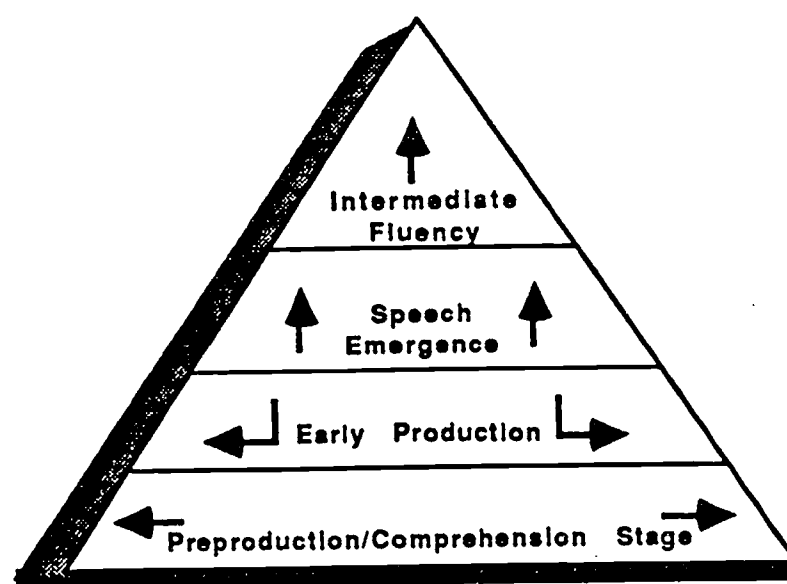 Intermediate
Fluency
Speech
Emergence
Early Production
Preproduction/Comprehension Stage